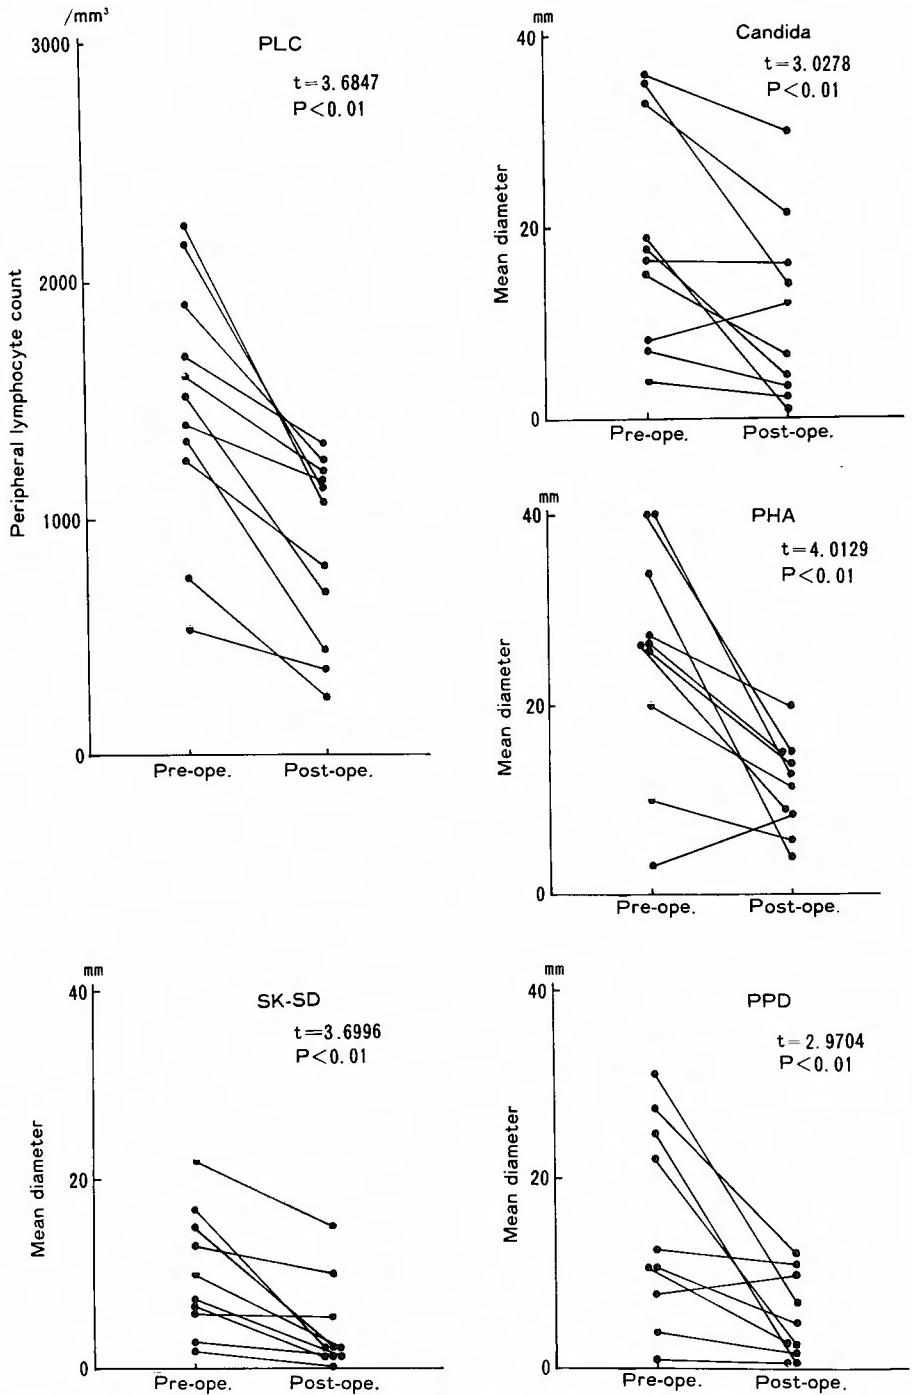 /mm³
3000
PLC
t=3.6847
P<0.01
2000
Peripheral lymphocyte count
1000
0
Pre-ope.
Post-ope.
mm
40
Candida
t=3.0278
P<0.01
Mean diameter
20
0
Pre-ope.
Post-ope.
mm
40
PHA
t=4.0129
P<0.01
Mean diameter
20
0
Pre-ope.
Post-ope.
mm
40
SK-SD
t=3.6996
P<0.01
Mean diameter
20
0
Pre-ope.
Post-ope.
mm
40
PPD
t=2.9704
P<0.01
Mean diameter
20
0
Pre-ope.
Post-ope.